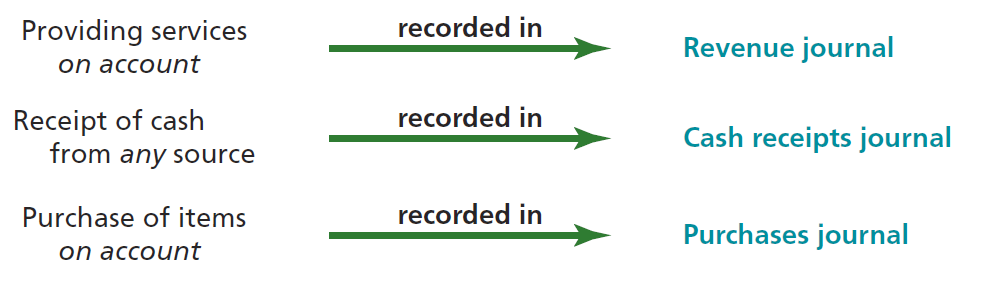 Providing services
on account
recorded in
Revenue journal
Receipt of cash
from any source
recorded in
Cash receipts journal
Purchase of items
on account
recorded in
Purchases journal